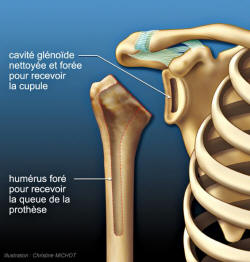 cavité glénoïde
nettoyée et forée
pour recevoir
la cupule
humérus foré
pour recevoir
la queue de la
prothèse
Illustration : Christine MICHOT